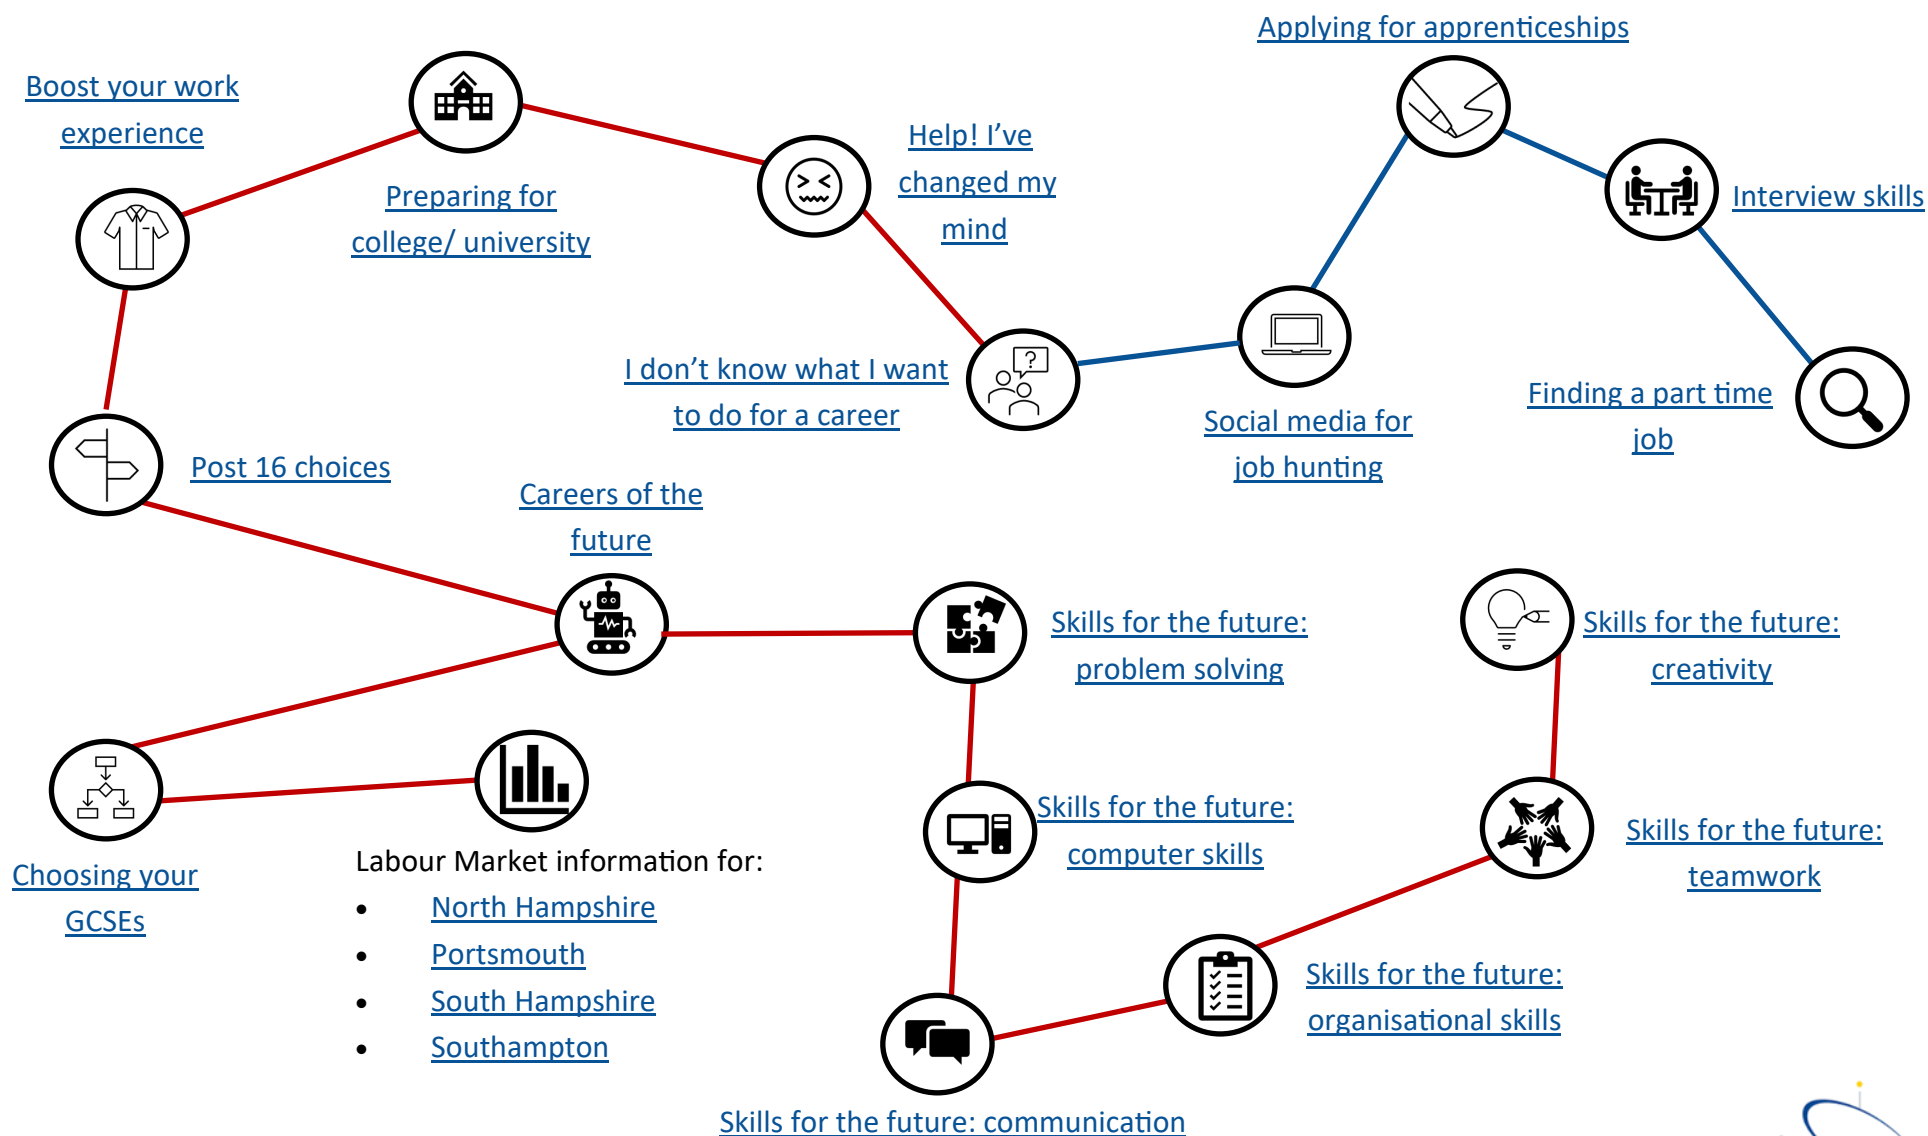 Applying for apprenticeships
Boost your work
experience
Help! I’ve
changed my
mind
Preparing for
college/ university
Interview skills
I don’t know what I want
to do for a career
Social media for
job hunting
Finding a part time
job
Post 16 choices
Careers of the
future
Skills for the future:
problem solving
Skills for the future:
creativity
Skills for the future:
computer skills
Skills for the future:
teamwork
Choosing your
GCSEs
Labour Market information for:
• North Hampshire
• Portsmouth
• South Hampshire
• Southampton
Skills for the future:
organisational skills
Skills for the future: communication